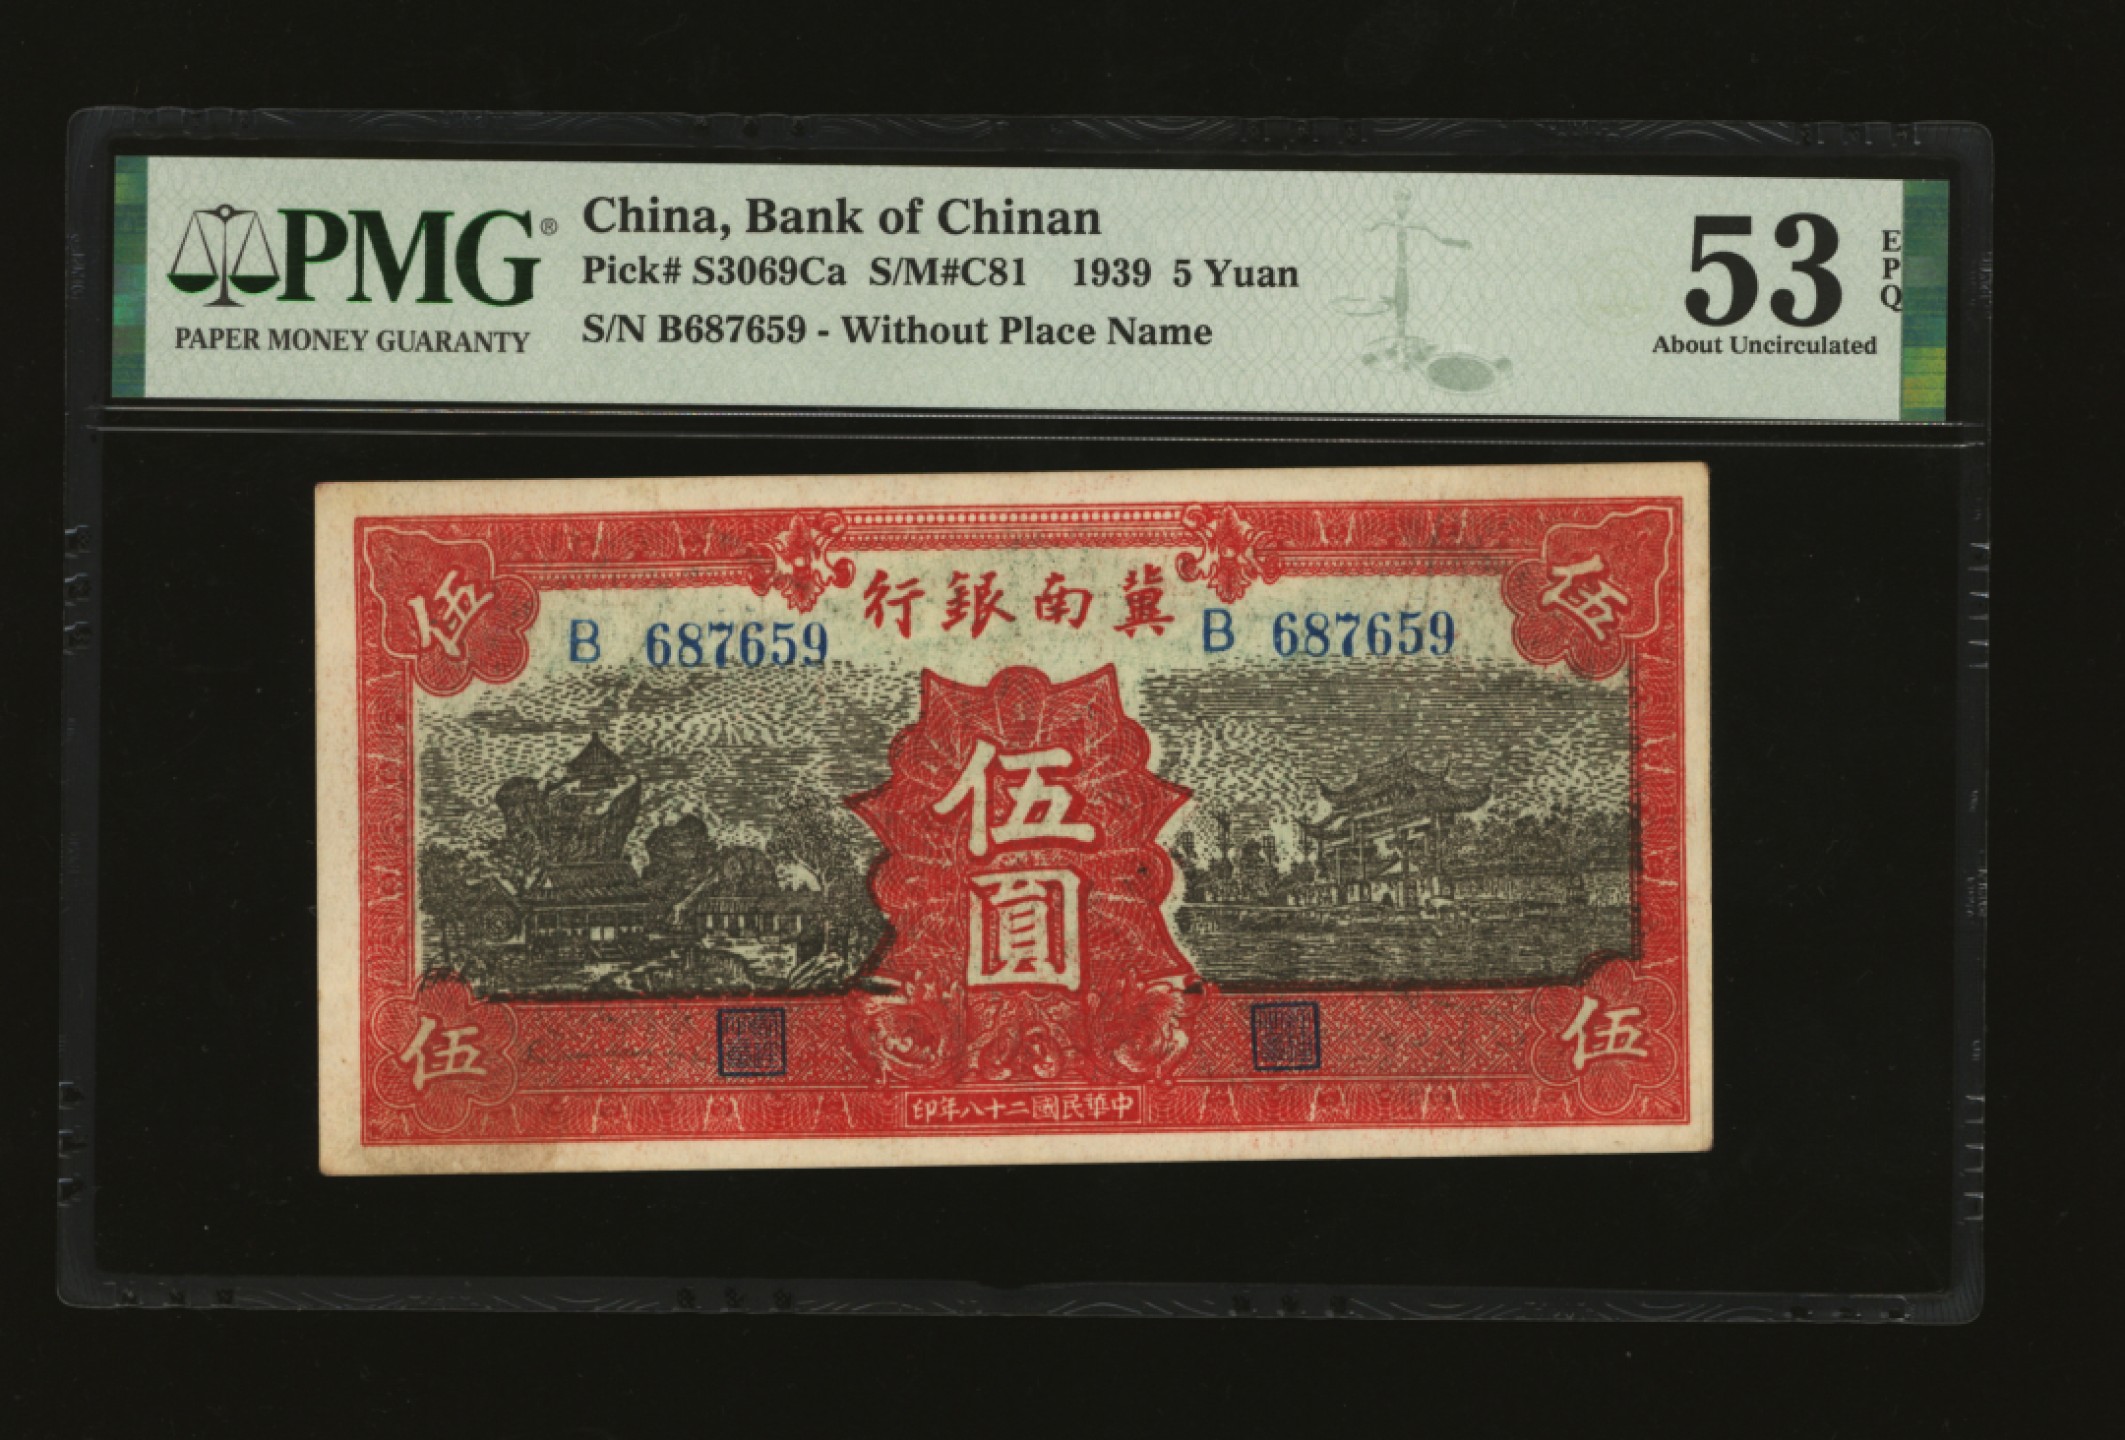 PMG®
PAPER MONEY GUARANTY
China, Bank of Chinan
Pick# S3069Ca S/M#C81 1939 5 Yuan
S/N B687659 - Without Place Name
53
EPQ
About Uncirculated
行銀南冀
伍
伍
B 687659
B 687659
伍
圓
伍
伍
印年八十二國民華中